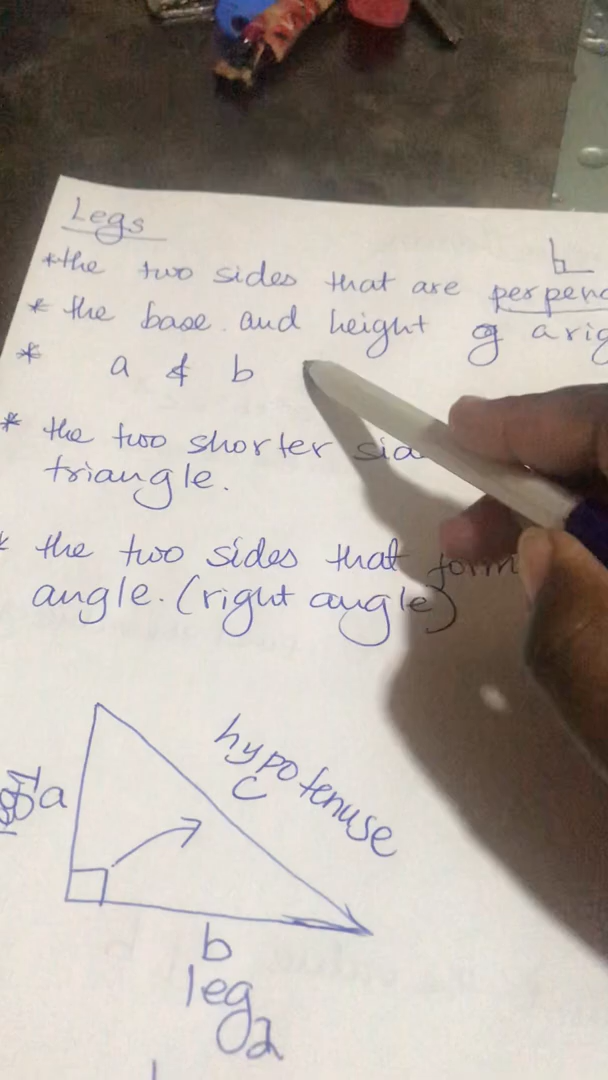 Legs
*the two sides that are perpend
* the base and height of a rig
* a & b
* the two shorter sid
triangle.
* the two sides that form
angle. (right angle)
hypotenuse
c
a
b
leg2